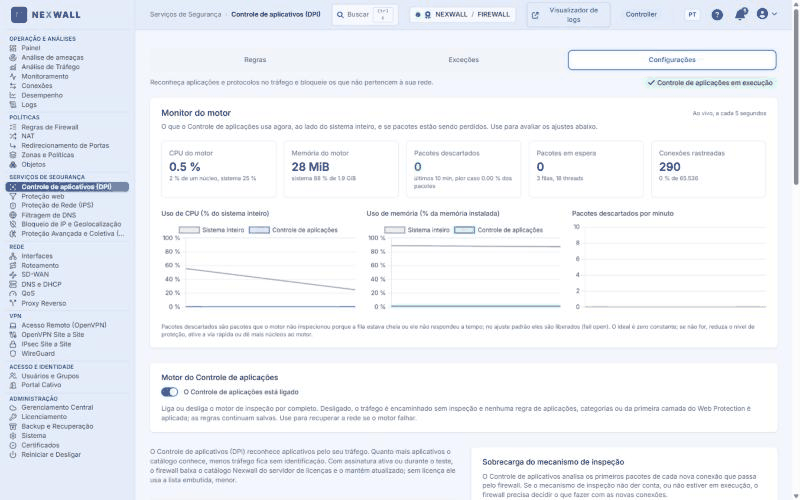 NEXWALL
Serviços de Segurança › Controle de aplicativos (DPI)
Buscar
NEXWALL / FIREWALL
Visualizador de logs
Controller
PT
OPERAÇÃO E ANÁLISES
Painel
Análise de ameaças
Análise de Tráfego
Monitoramento
Conexões
Desempenho
Logs
POLÍTICAS
Regras de Firewall
NAT
Redirecionamento de Portas
Zonas e Políticas
Objetos
SERVIÇOS DE SEGURANÇA
Controle de aplicativos (DPI)
Proteção web
Proteção de Rede (IPS)
Filtragem de DNS
Bloqueio de IP e Geolocalização
Proteção Avançada e Coletiva (...
REDE
Interfaces
Roteamento
SD-WAN
DNS e DHCP
QoS
Proxy Reverso
VPN
Acesso Remoto (OpenVPN)
OpenVPN Site a Site
IPsec Site a Site
WireGuard
ACESSO E IDENTIDADE
Usuários e Grupos
Portal Cativo
ADMINISTRAÇÃO
Gerenciamento Central
Licenciamento
Backup e Recuperação
Sistema
Certificados
Reiniciar e Desligar
Regras
Exceções
Configurações
Reconheça aplicações e protocolos no tráfego e bloqueie os que não pertencem à sua rede.
Controle de aplicações em execução
Monitor do motor
Ao vivo, a cada 5 segundos
O que o Controle de aplicações usa agora, ao lado do sistema inteiro, e se pacotes estão sendo perdidos. Use para avaliar os ajustes abaixo.
CPU do motor
0.5 %
2 % de um núcleo, sistema 25 %
Memória do motor
28 MiB
sistema 88 % de 1.9 GiB
Pacotes descartados
0
últimos 10 min, pior caso 0.00 % dos pacotes
Pacotes em espera
0
3 filas, 18 threads
Conexões rastreadas
290
0 % de 65.536
Uso de CPU (% do sistema inteiro)
Sistema inteiro
Controle de aplicações
100 %
80 %
60 %
40 %
20 %
0 %
Uso de memória (% da memória instalada)
Sistema inteiro
Controle de aplicações
100 %
80 %
60 %
40 %
20 %
0 %
Pacotes descartados por minuto
10
8
6
4
2
0
Pacotes descartados são pacotes que o motor não inspecionou porque a fila estava cheia ou ele não respondeu a tempo; no ajuste padrão eles são liberados (fail open). O ideal é zero constante; se não for, reduza o nível de
proteção, ative a via rápida ou dê mais núcleos ao motor.
Motor do Controle de aplicações
O Controle de aplicações está ligado
Liga ou desliga o motor de inspeção por completo. Desligado, o tráfego é encaminhado sem inspeção e nenhuma regra de aplicações, categorias ou da primeira camada do Web Protection é
aplicada; as regras continuam salvas. Use para recuperar a rede se o motor falhar.
O Controle de aplicativos (DPI) reconhece aplicativos pelo seu tráfego. Quanto mais aplicativos o
catálogo conhece, menos tráfego fica sem identificação. Com assinatura ativa ou durante o teste,
o firewall baixa o catálogo Nexwall do servidor de licenças e o mantém atualizado; sem licença ele
usa a lista embutida, menor.
Sobrecarga do mecanismo de inspeção
O Controle de aplicativos analisa os primeiros pacotes de cada nova conexão que passa
pelo firewall. Se o mecanismo de inspeção não der conta, ou não estiver em execução, o
firewall precisa decidir o que fazer com as novas conexões.